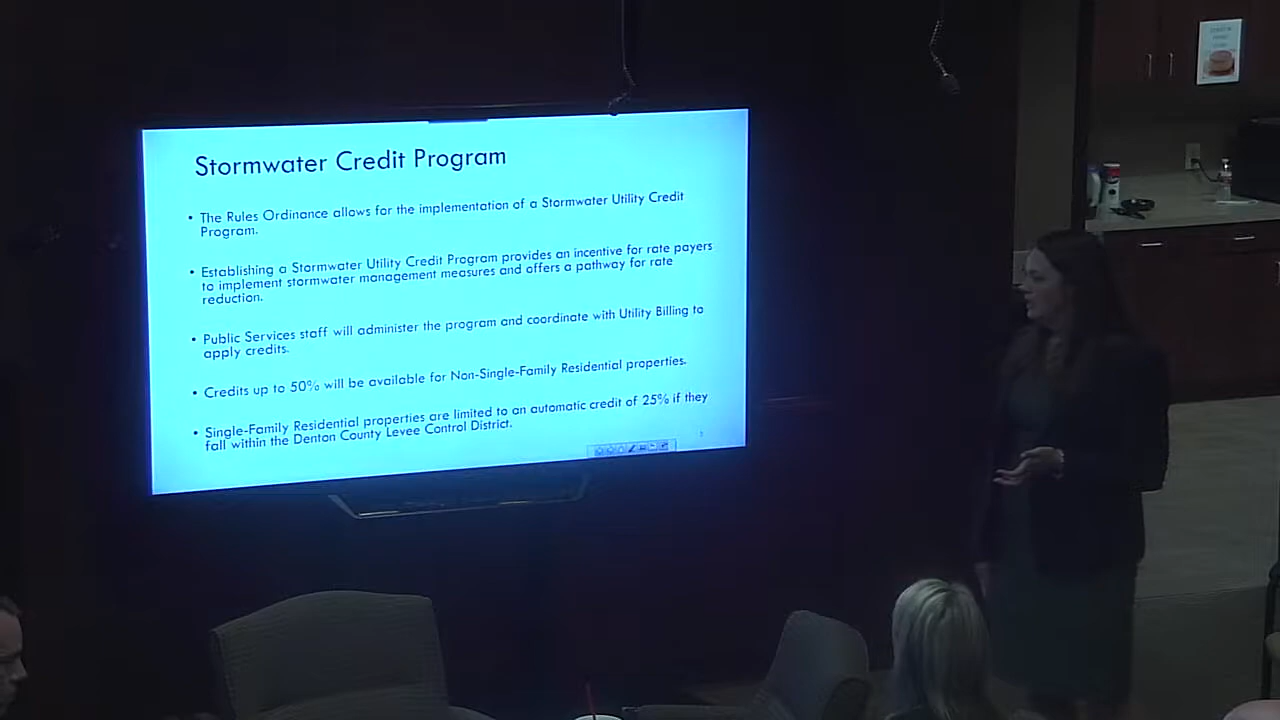 Stormwater Credit Program
• The Rules Ordinance allows for the implementation of a Stormwater Utility Credit
Program.
• Establishing a Stormwater Utility Credit Program provides an incentive for rate payers
to implement stormwater management measures and offers a pathway for rate
reduction.
• Public Services staff will administer the program and coordinate with Utility Billing to
apply credits.
• Credits up to 50% will be available for Non-Single-Family Residential properties.
• Single-Family Residential properties are limited to an automatic credit of 25% if they
fall within the Denton County Levee Control District.